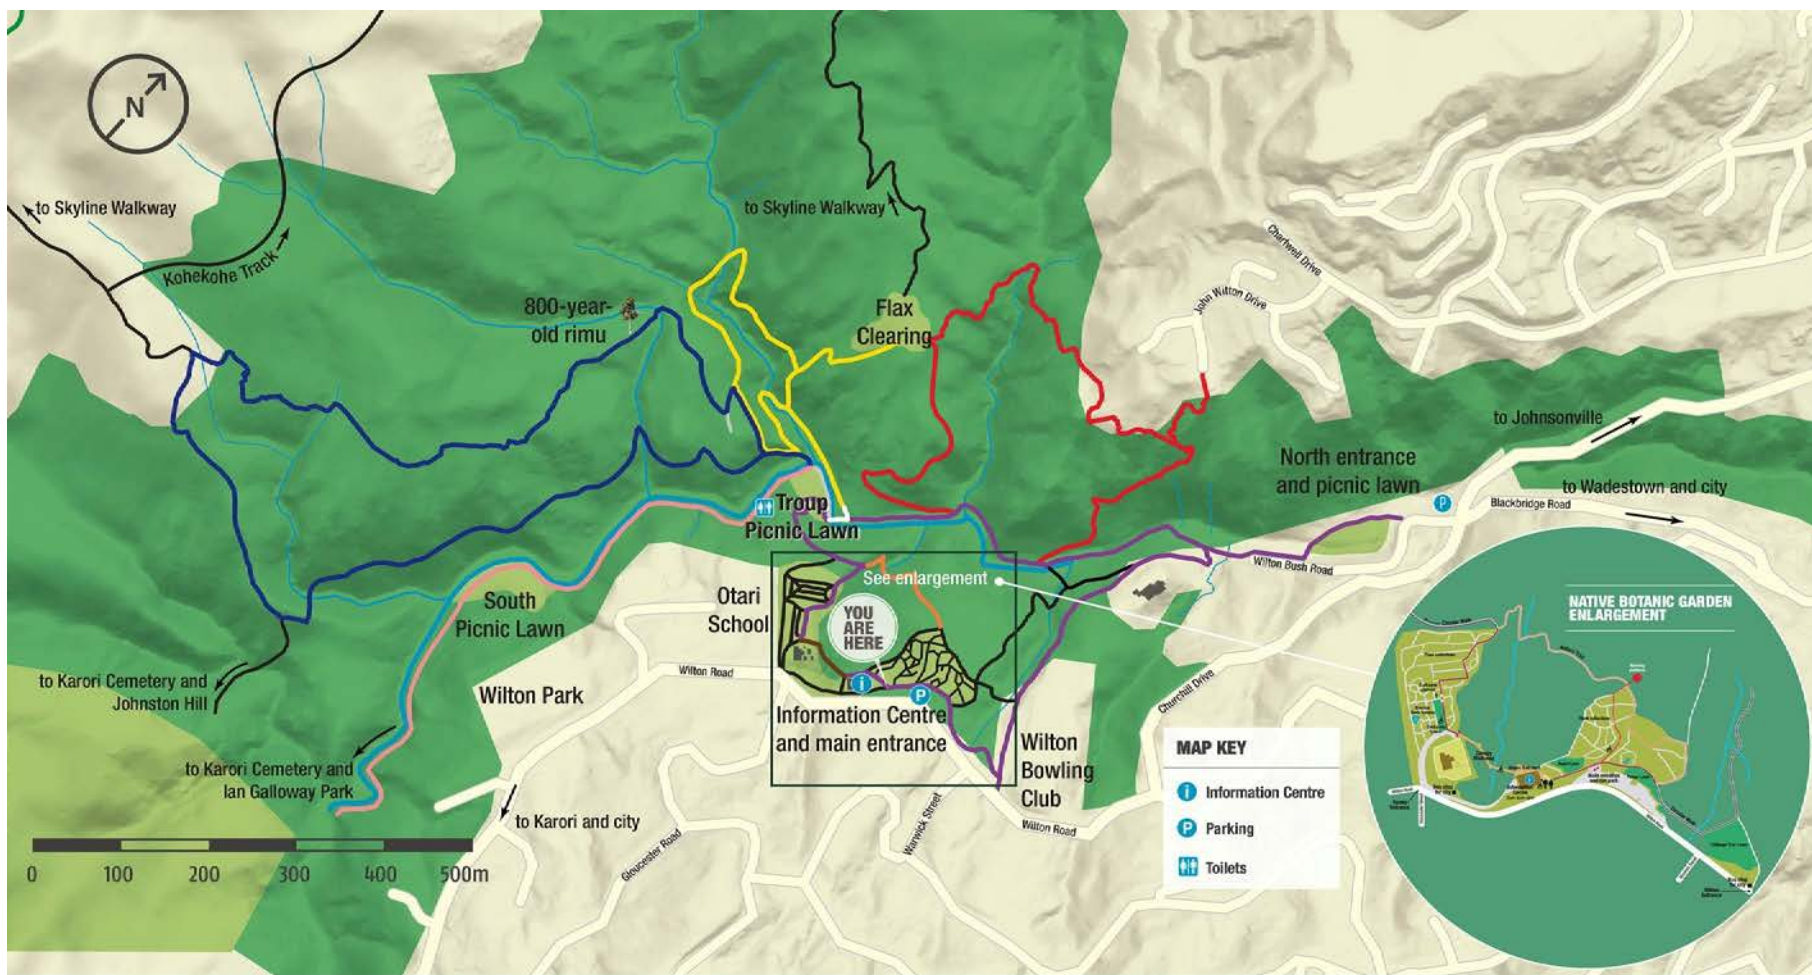 N
to Skyline Walkway
Kohekohe Track
800-year-
old rimu
to Skyline Walkway
Flax
Clearing
Charfwell Drive
John Witton Drive
to Johnsonville
North entrance
and picnic lawn
P
to Wadestown and city
Blackbridge Road
Wilton Bush Road
Troup
Picnic Lawn
See enlargement
YOU
ARE
HERE
Otari
School
South
Picnic Lawn
Wilton Road
Wilton Park
i
P
Information Centre
and main entrance
Wilton
Bowling
Club
Churchill Drive
to Karori Cemetery and
Johnston Hill
to Karori Cemetery and
Ian Galloway Park
to Karori and city
Gloucester Road
Warwick Street
Wilton Road
0 100 200 300 400 500m
MAP KEY
i Information Centre
P Parking
Toilets
NATIVE BOTANIC GARDEN
ENLARGEMENT